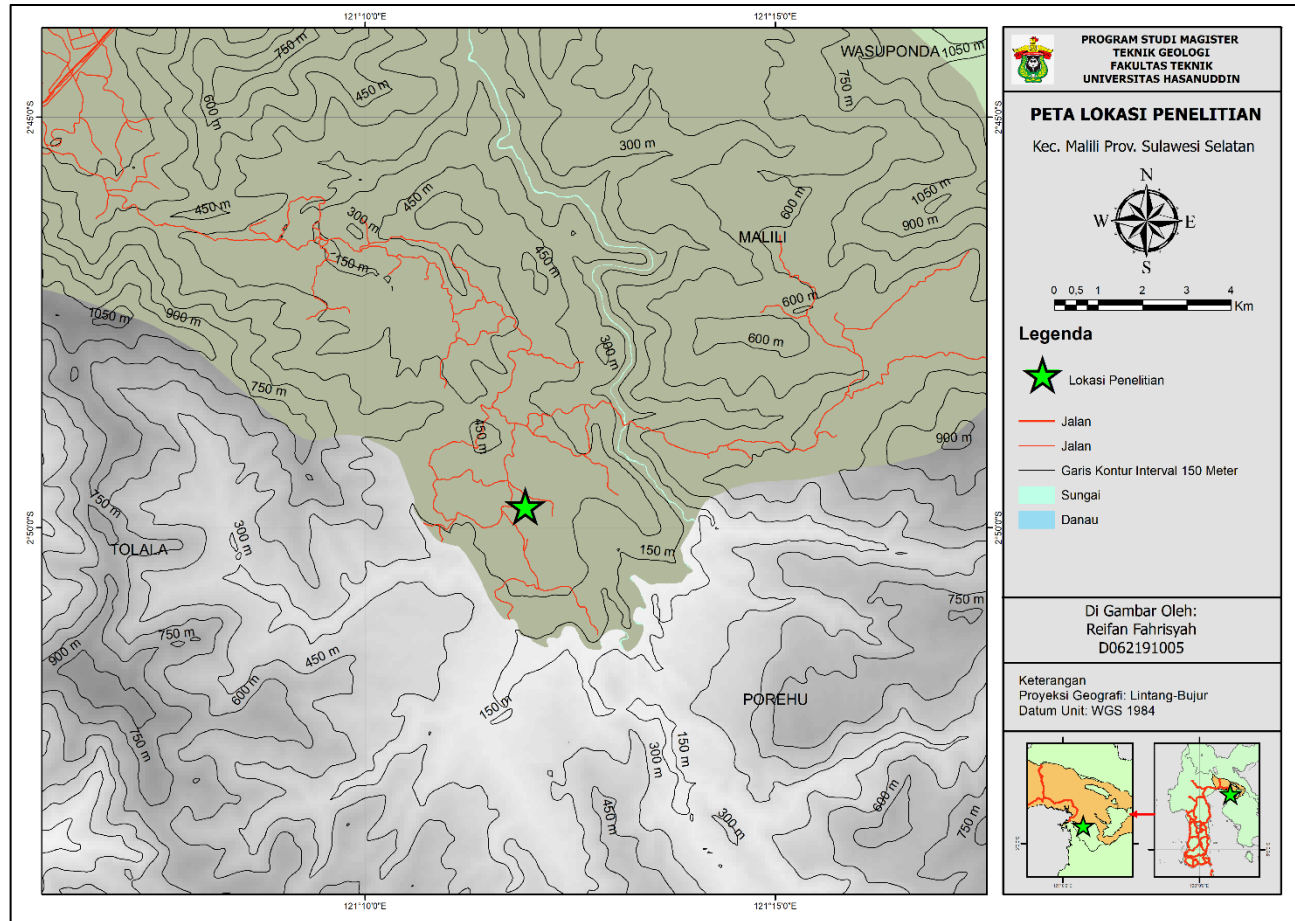 121°10'0"E
121°15'0"E
2°45'0"S
2°45'0"S
2°50'0"S
2°50'0"S
121°10'0"E
121°15'0"E
750 m
WASUPONDA
1050 m
600 m
450 m
750 m
300 m
450 m
300 m
450 m
600 m
1050 m
900 m
MALILI
-150 m
450 m
600 m
1050 m
900 m
300 m
600 m
750 m
450 m
900 m
750 m
300 m
TOLALA
150 m
750 m
750 m
900 m
450 m
600 m
150 m
POREHU
750 m
150 m
300 m
600 m
450 m
300 m
750 m
PROGRAM STUDI MAGISTER
TEKNIK GEOLOGI
FAKULTAS TEKNIK
UNIVERSITAS HASANUDDIN
PETA LOKASI PENELITIAN
Kec. Malili Prov. Sulawesi Selatan
N
W E
S
0 0,5 1 2 3 4
Km
Legenda
Lokasi Penelitian
Jalan
Jalan
Garis Kontur Interval 150 Meter
Sungai
Danau
Di Gambar Oleh:
Reifan Fahrisyah
D062191005
Keterangan
Proyeksi Geografi: Lintang-Bujur
Datum Unit: WGS 1984